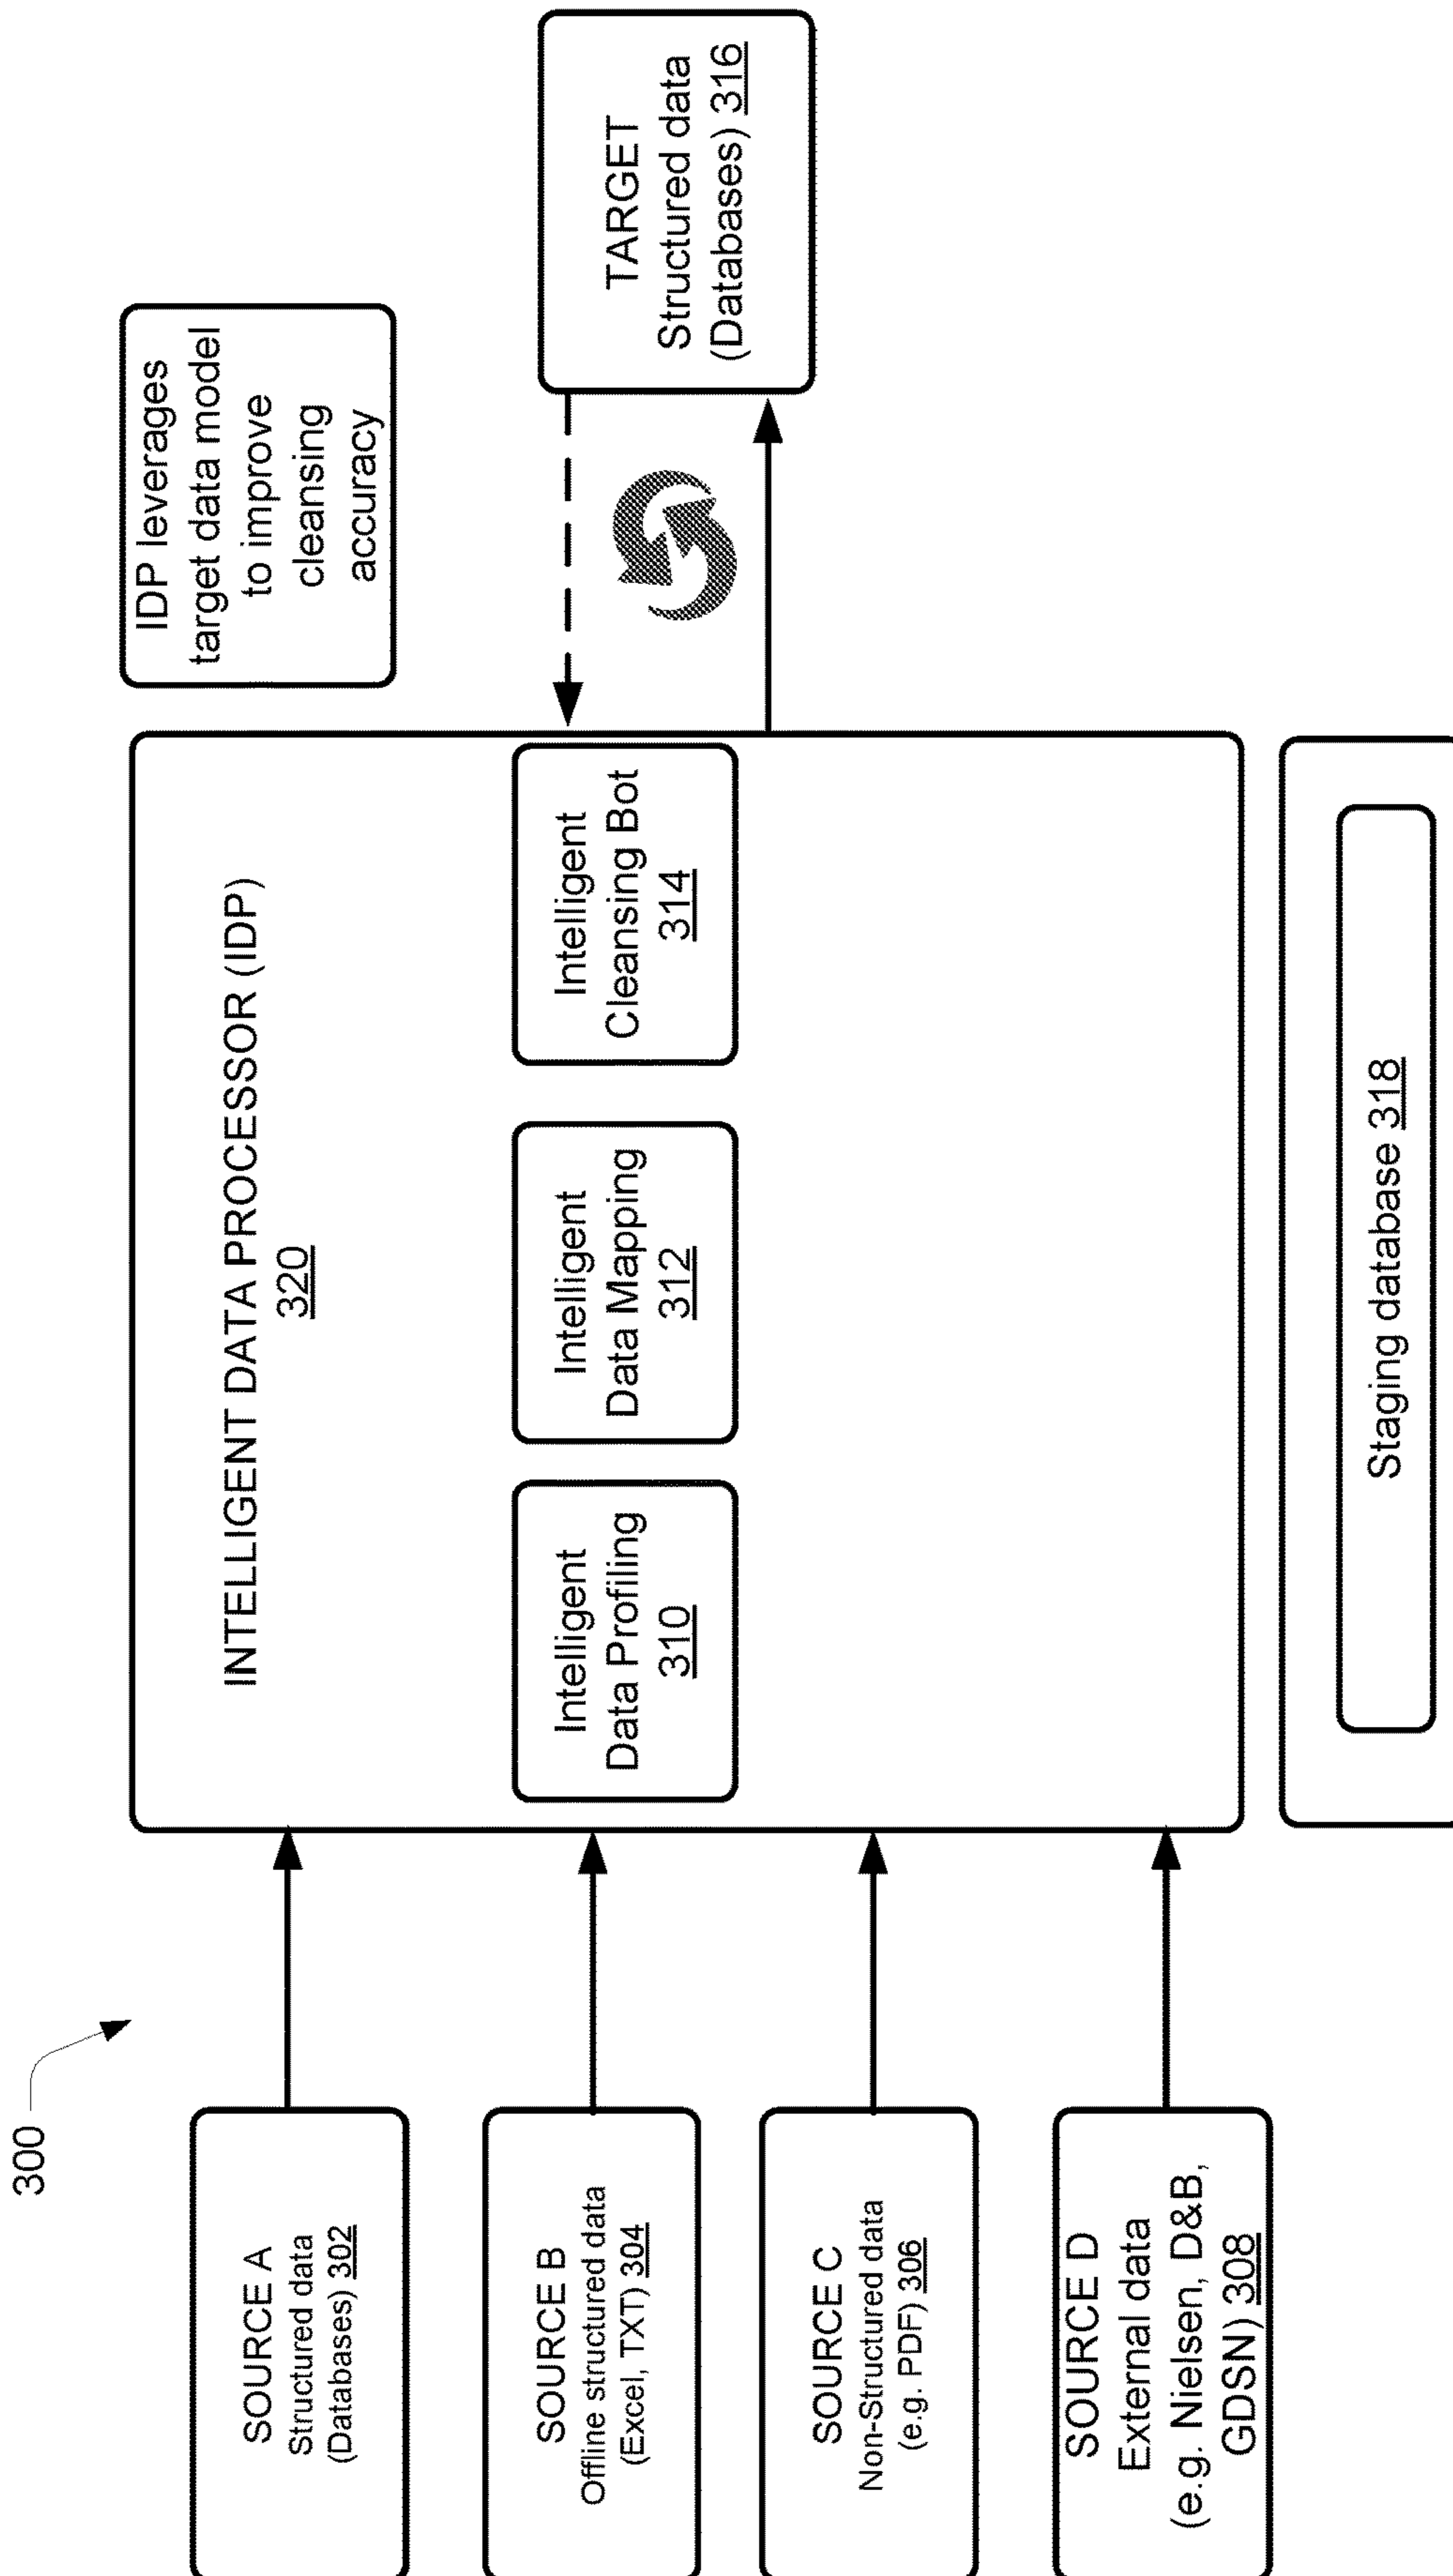 300
SOURCE A
Structured data
(Databases) 302
SOURCE B
Offline structured data
(Excel, TXT) 304
SOURCE C
Non-Structured data
(e.g. PDF) 306
SOURCE D
External data
(e.g. Nielsen, D&B,
GDSN) 308
INTELLIGENT DATA PROCESSOR (IDP)
320
Intelligent
Data Profiling
310
Intelligent
Data Mapping
312
Intelligent
Cleansing Bot
314
Staging database 318
IDP leverages
target data model
to improve
cleansing
accuracy
TARGET
Structured data
(Databases) 316